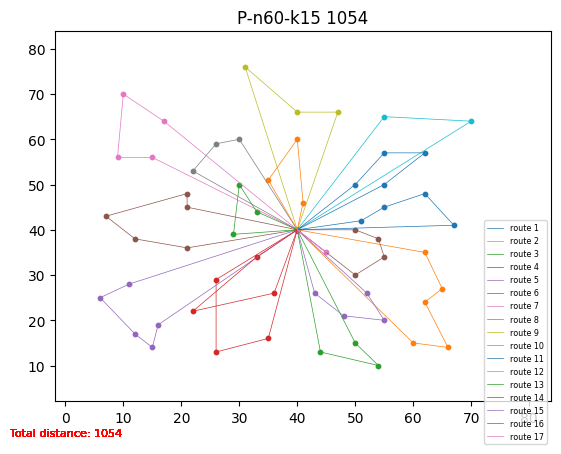 P-n60-k15 1054
80
70
60
50
40
30
20
10
0 10 20 30 40 50 60 70
route 1
route 2
route 3
route 4
route 5
route 6
route 7
route 8
route 9
route 10
route 11
route 12
route 13
route 14
route 15
route 16
route 17
Total distance: 1054